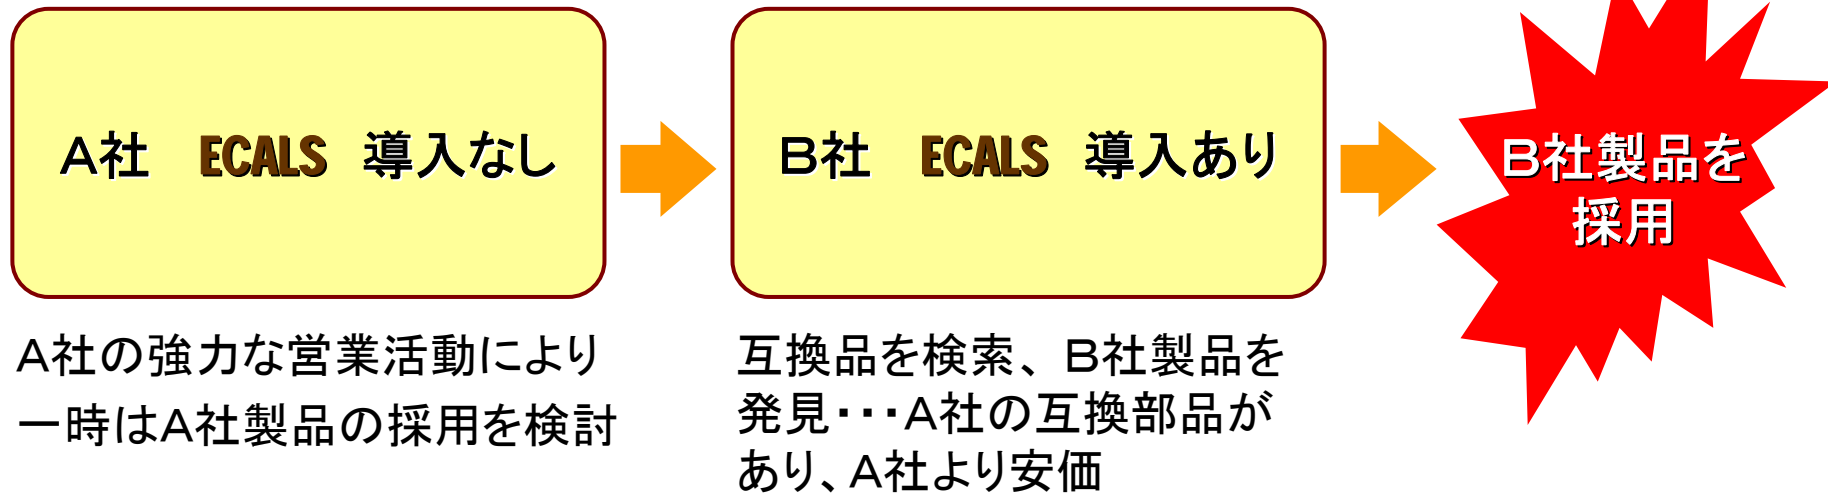 A社　ECALS　導入なし
B社　ECALS　導入あり
B社製品を
採用
A社の強力な営業活動により
一時はA社製品の採用を検討
互換品を検索、B社製品を
発見・・・A社の互換部品が
あり、A社より安価